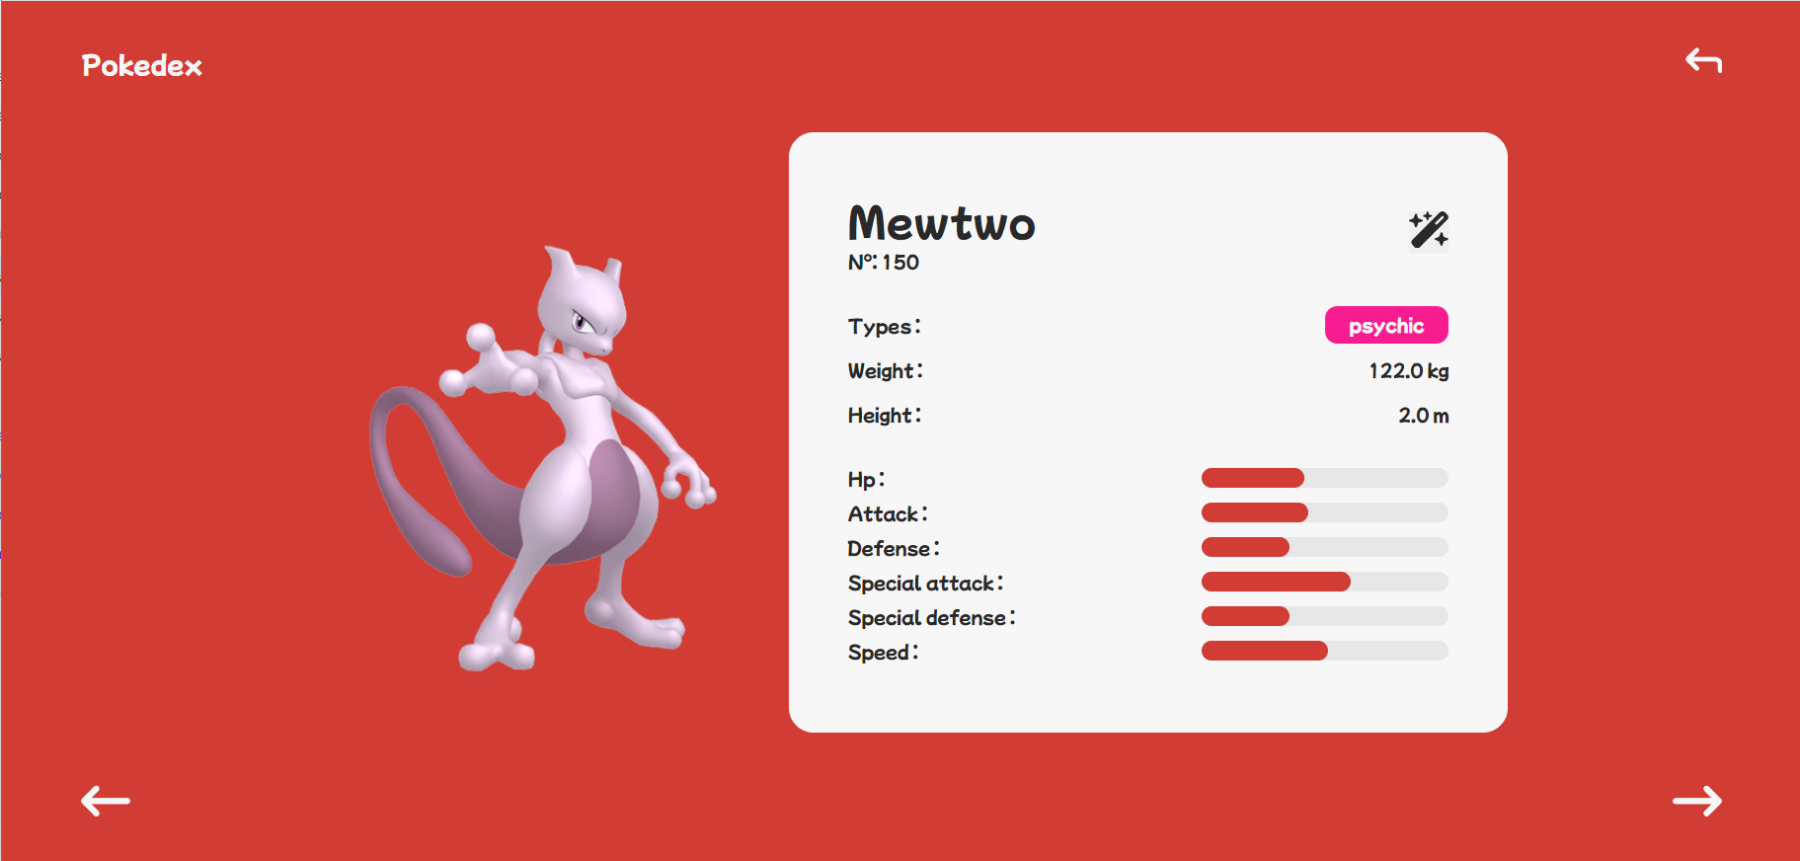 Pokedex
Mewtwo
N°: 150
Types: psychic
Weight: 122.0 kg
Height: 2.0 m
Hp:
Attack:
Defense:
Special attack:
Special defense:
Speed: